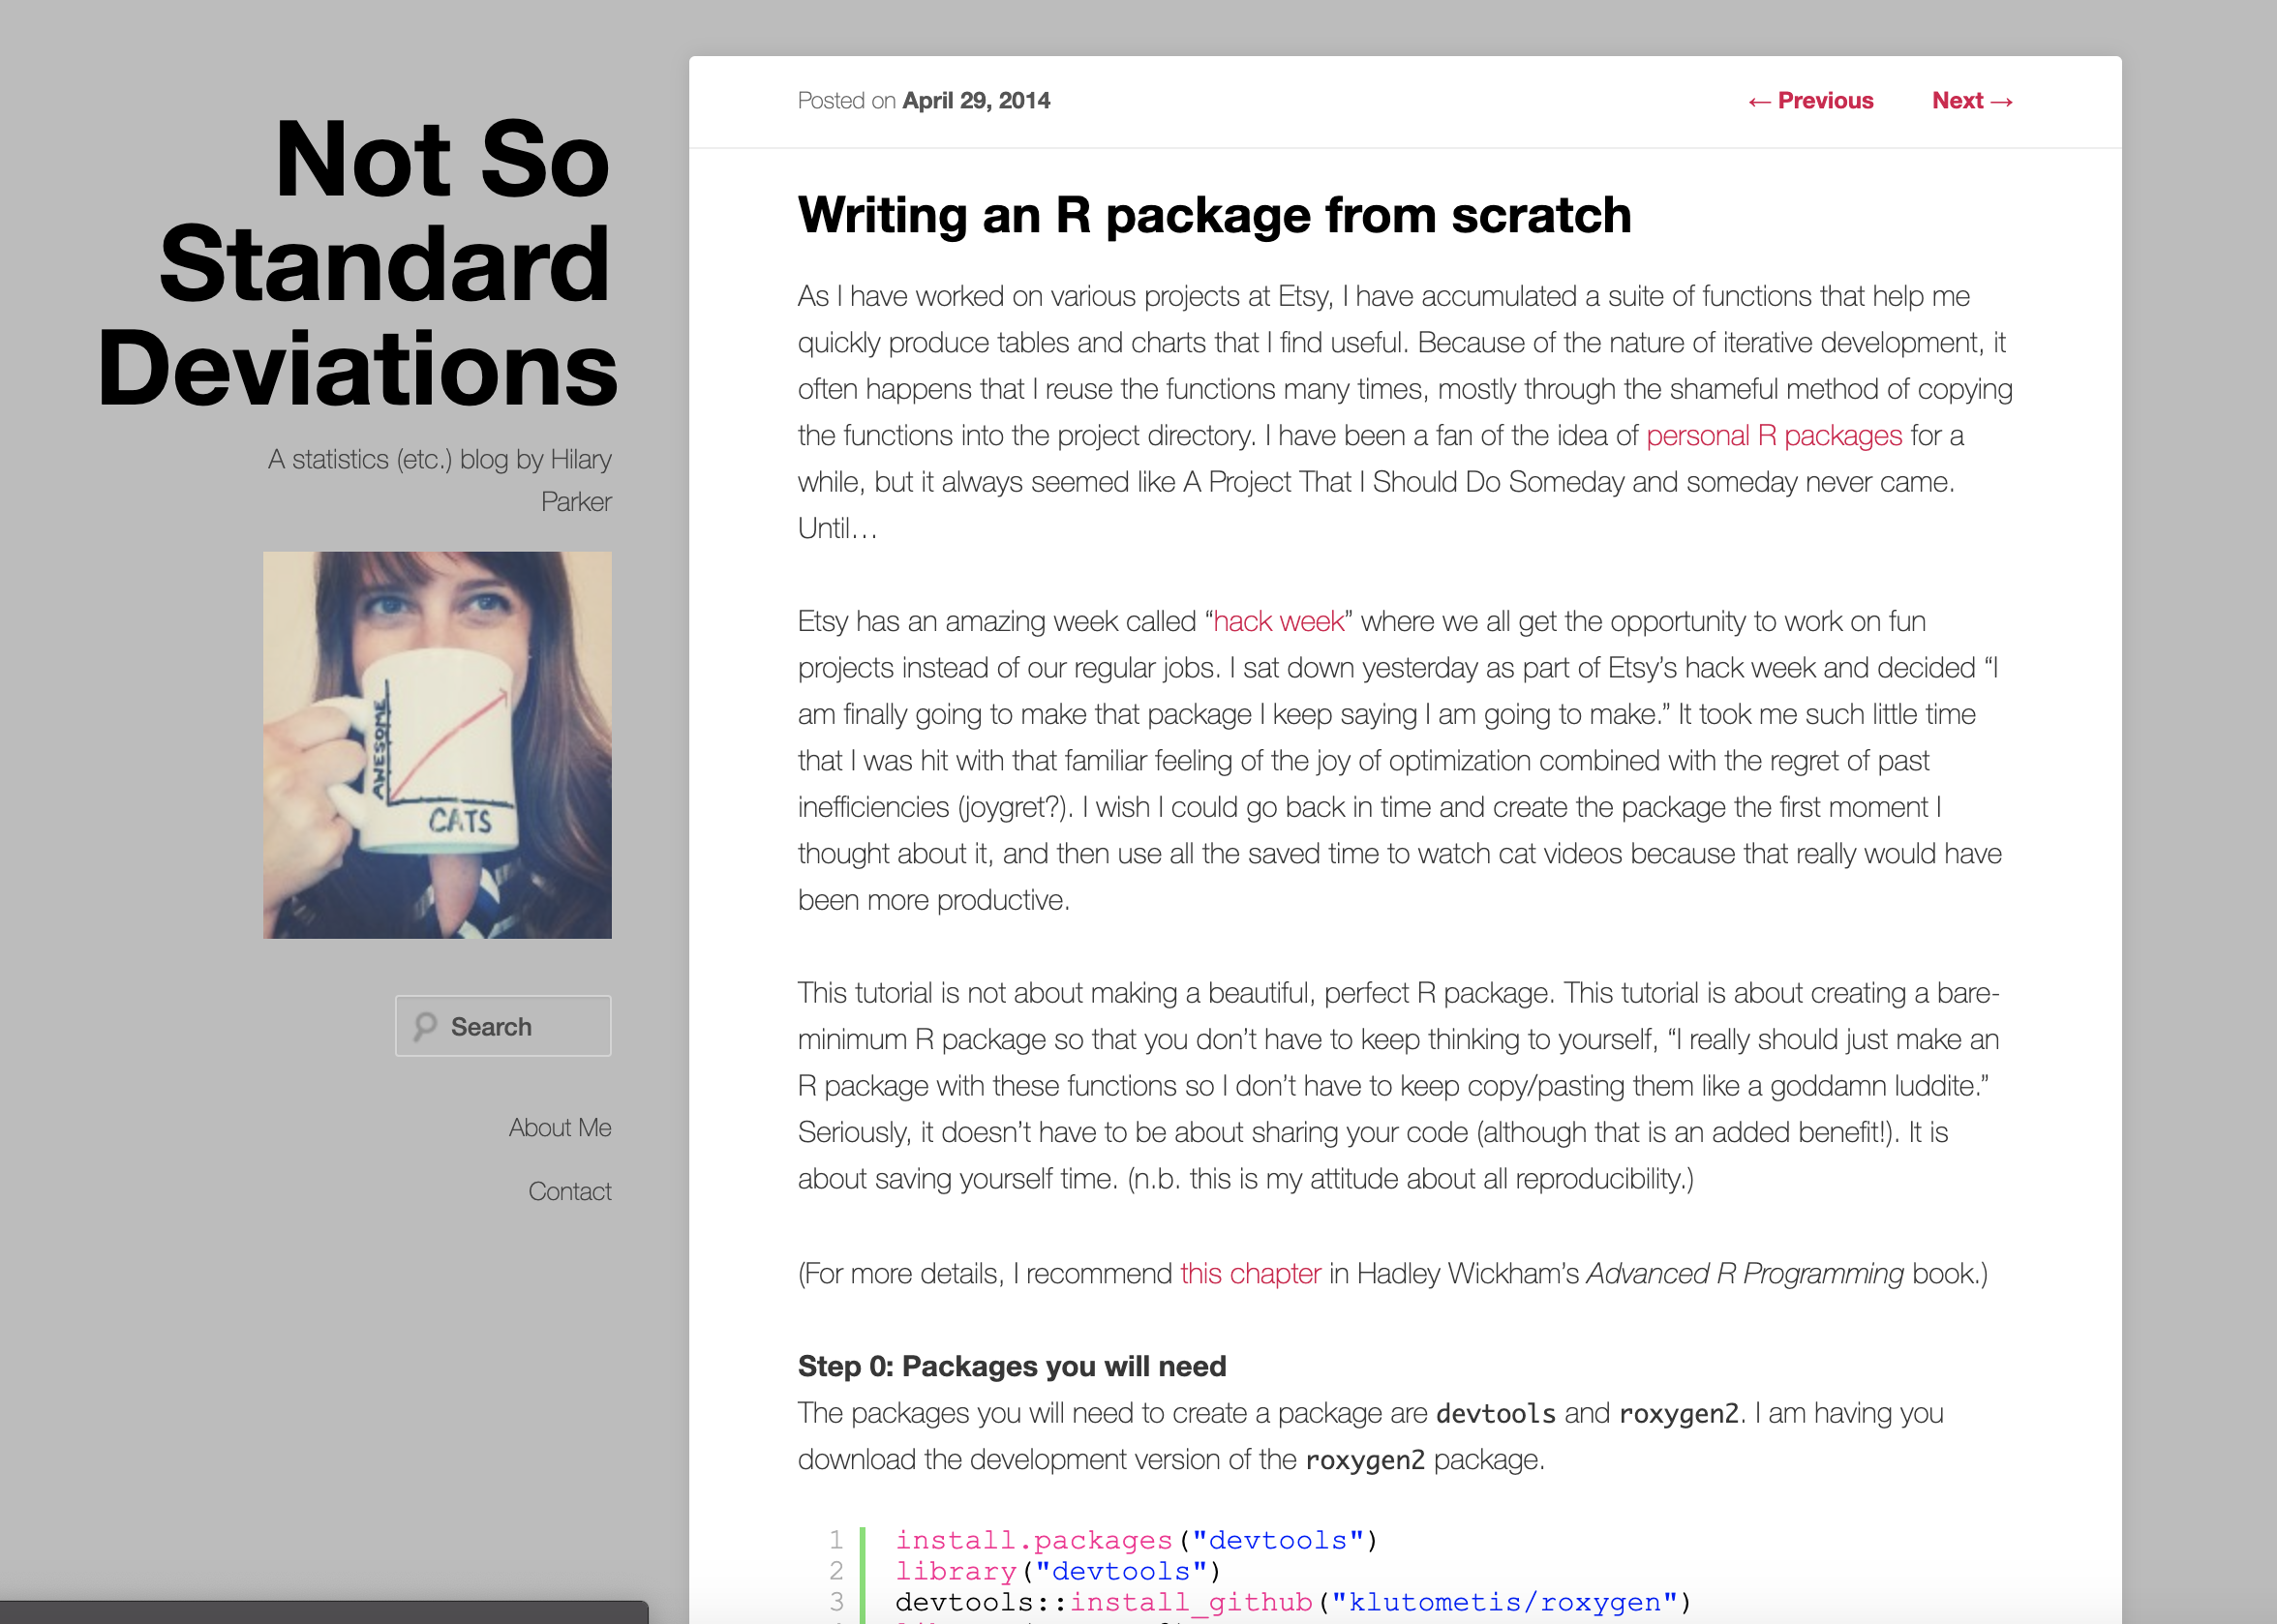 Not So
Standard
Deviations
A statistics (etc.) blog by Hilary
Parker
AWESOME
CATS
Search
About Me
Contact
Posted on April 29, 2014
← Previous
Next →
Writing an R package from scratch
As I have worked on various projects at Etsy, I have accumulated a suite of functions that help me
quickly produce tables and charts that I find useful. Because of the nature of iterative development, it
often happens that I reuse the functions many times, mostly through the shameful method of copying
the functions into the project directory. I have been a fan of the idea of personal R packages for a
while, but it always seemed like A Project That I Should Do Someday and someday never came.
Until…
Etsy has an amazing week called “hack week” where we all get the opportunity to work on fun
projects instead of our regular jobs. I sat down yesterday as part of Etsy’s hack week and decided “I
am finally going to make that package I keep saying I am going to make.” It took me such little time
that I was hit with that familiar feeling of the joy of optimization combined with the regret of past
inefficiencies (joygret?). I wish I could go back in time and create the package the first moment I
thought about it, and then use all the saved time to watch cat videos because that really would have
been more productive.
This tutorial is not about making a beautiful, perfect R package. This tutorial is about creating a bare-
minimum R package so that you don’t have to keep thinking to yourself, “I really should just make an
R package with these functions so I don’t have to keep copy/pasting them like a goddamn luddite.”
Seriously, it doesn’t have to be about sharing your code (although that is an added benefit!). It is
about saving yourself time. (n.b. this is my attitude about all reproducibility.)
(For more details, I recommend this chapter in Hadley Wickham’s Advanced R Programming book.)
Step 0: Packages you will need
The packages you will need to create a package are devtools and roxygen2. I am having you
download the development version of the roxygen2 package.
1 install.packages("devtools")
2 library("devtools")
3 devtools::install_github("klutometis/roxygen")